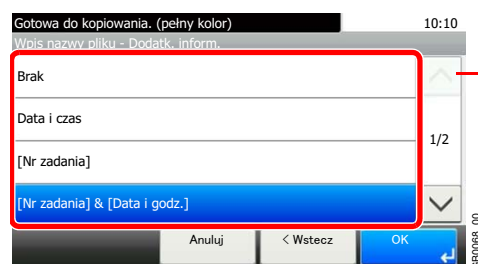 Gotowa do kopiowania. (pełny kolor) 10:10
Wpis nazwy pliku - Dodatk. inform.
Brak
Data i czas
1/2
[Nr zadania]
[Nr zadania] & [Data i godz.]
Anuluj < Wstecz OK